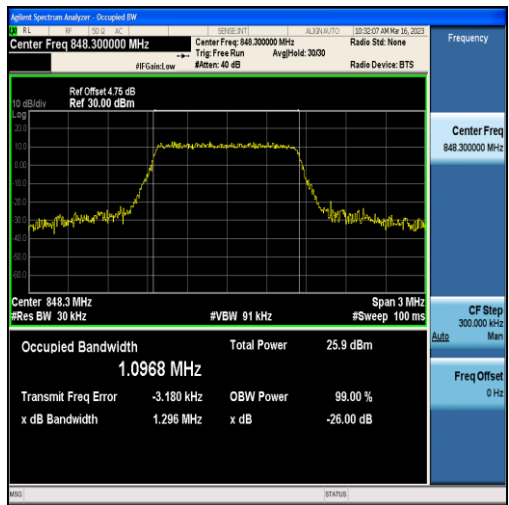 Agilent Spectrum Analyzer - Occupied BW
RL RF 50 Ω AC SENSE:INT ALIGN AUTO 10:32:07 AM Mar 16, 2023
Center Freq 848.300000 MHz
Center Freq: 848.300000 MHz
Radio Std: None
Trig: Free Run Avg|Hold: 30/30
#IFGain:Low #Atten: 40 dB Radio Device: BTS
Frequency
Ref Offset 4.75 dB
10 dB/div Ref 30.00 dBm
Log
20.0
10.0
0.00
-10.0
-20.0
-30.0
-40.0
-50.0
-60.0
Center Freq
848.300000 MHz
Center 848.3 MHz Span 3 MHz
#Res BW 30 kHz #VBW 91 kHz #Sweep 100 ms
CF Step
300.000 kHz
Auto Man
Occupied Bandwidth Total Power 25.9 dBm
1.0968 MHz
Transmit Freq Error -3.180 kHz OBW Power 99.00 %
x dB Bandwidth 1.296 MHz x dB -26.00 dB
Freq Offset
0 Hz
MSG STATUS